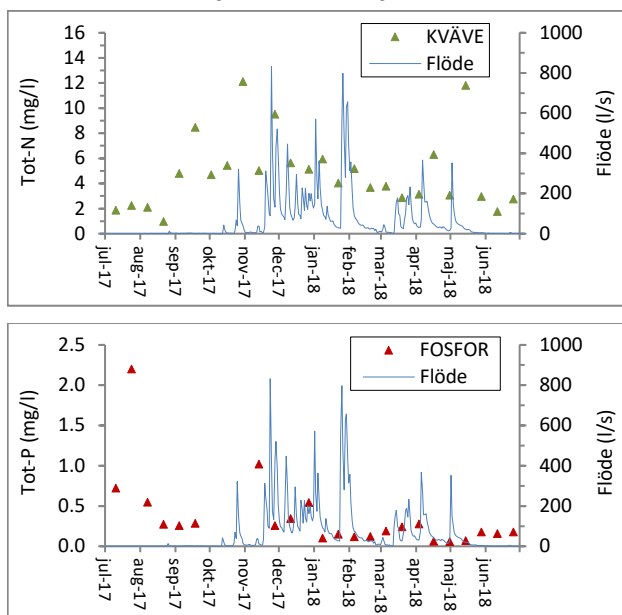 KVÄVE
Flöde
Tot-N (mg/l)
16
14
12
10
8
6
4
2
0
Flöde (l/s)
1000
800
600
400
200
0
jul-17
aug-17
sep-17
okt-17
nov-17
dec-17
jan-18
feb-18
mar-18
apr-18
maj-18
jun-18
FOSFOR
Flöde
Tot-P (mg/l)
2.5
2.0
1.5
1.0
0.5
0.0
Flöde (l/s)
1000
800
600
400
200
0
jul-17
aug-17
sep-17
okt-17
nov-17
dec-17
jan-18
feb-18
mar-18
apr-18
maj-18
jun-18